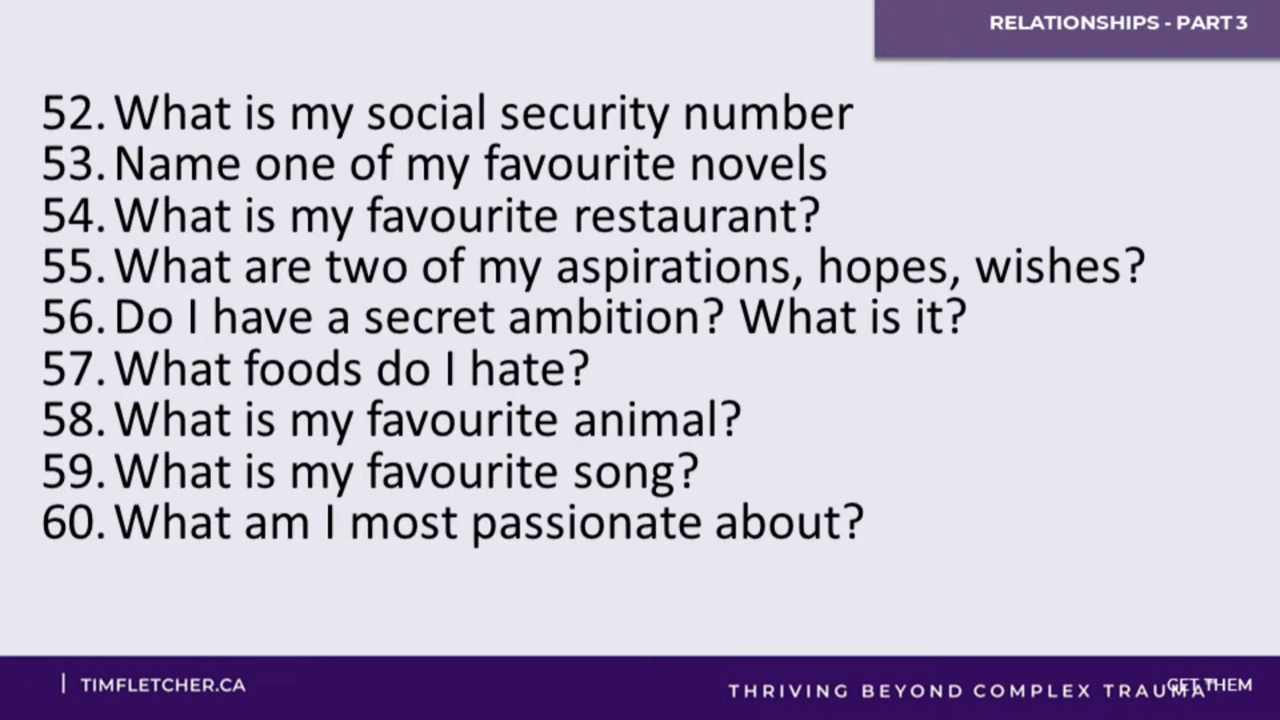 RELATIONSHIPS - PART 3
52. What is my social security number
53. Name one of my favourite novels
54. What is my favourite restaurant?
55. What are two of my aspirations, hopes, wishes?
56. Do I have a secret ambition? What is it?
57. What foods do I hate?
58. What is my favourite animal?
59. What is my favourite song?
60. What am I most passionate about?
| TIMFLETCHER.CA
THRIVING BEYOND COMPLEX TRAUMA
GET THEM